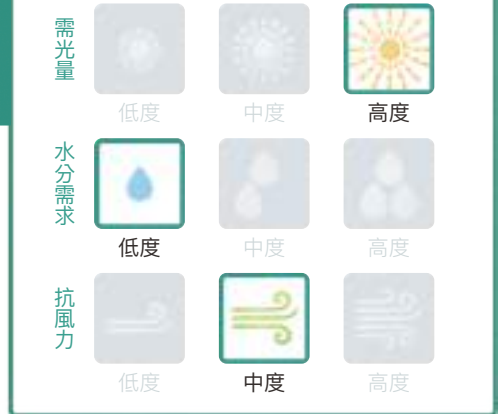 需光量
低度 中度 高度
水分需求
低度 中度 高度
抗風力
低度 中度 高度